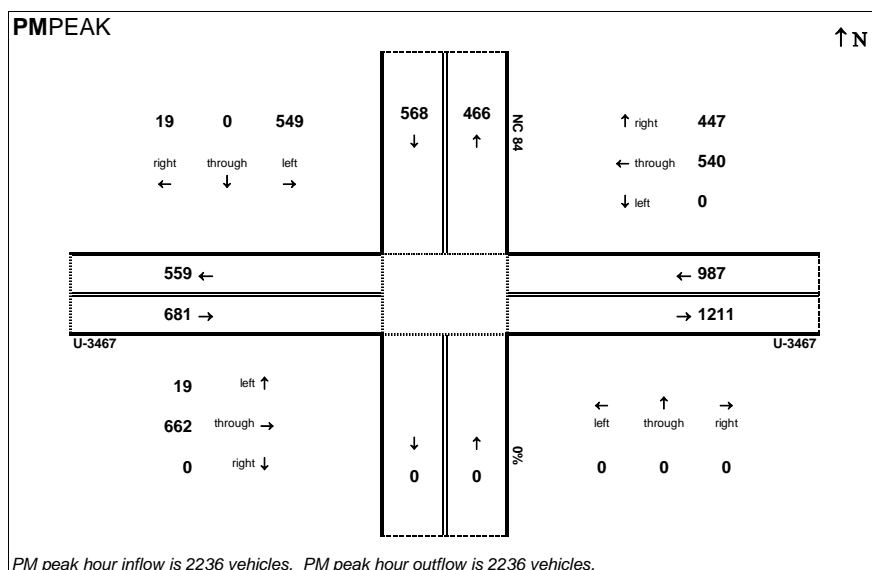 PMPEAK
↑ N
19 0 549
right through left
← ↓ →
568 466
↓ ↑
NC 84
↑ right 447
← through 540
↓ left 0
559 ←
681 →
← 987
→ 1211
U-3467
U-3467
19 left ↑
662 through →
0 right ↓
↓ ↑
0 0
0%
← ↑ →
left through right
0 0 0
PM peak hour inflow is 2236 vehicles. PM peak hour outflow is 2236 vehicles.